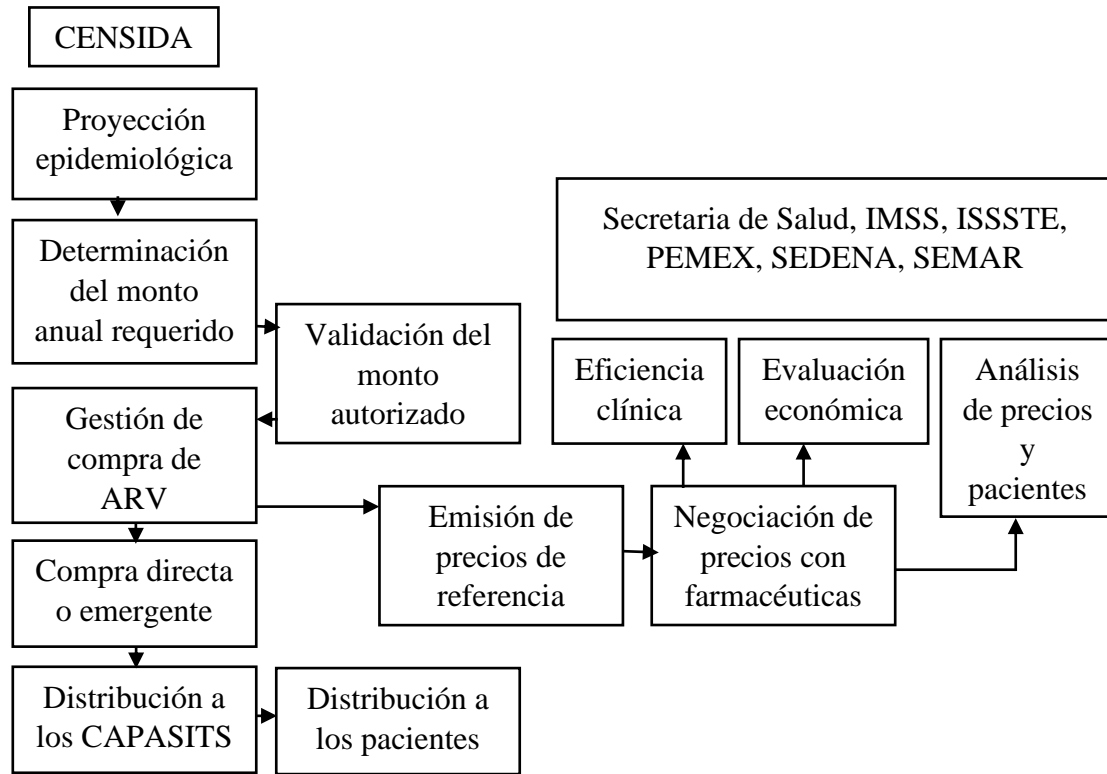 CENSIDA
Proyección
epidemiológica
Determinación
del monto
anual requerido
Validación del
monto
autorizado
Gestión de
compra de
ARV
Compra directa
o emergente
Distribución a
los CAPASITS
Distribución a
los pacientes
Secretaria de Salud, IMSS, ISSSTE,
PEMEX, SEDENA, SEMAR
Eficiencia
clínica
Evaluación
económica
Análisis
de precios
y
pacientes
Emisión de
precios de
referencia
Negociación de
precios con
farmacéuticas